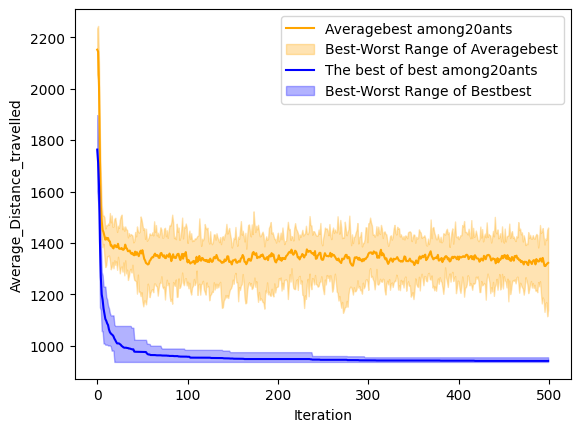 Averagebest among20ants
Best-Worst Range of Averagebest
The best of best among20ants
Best-Worst Range of Bestbest
Average_Distance_travelled
2200
2000
1800
1600
1400
1200
1000
0 100 200 300 400 500
Iteration